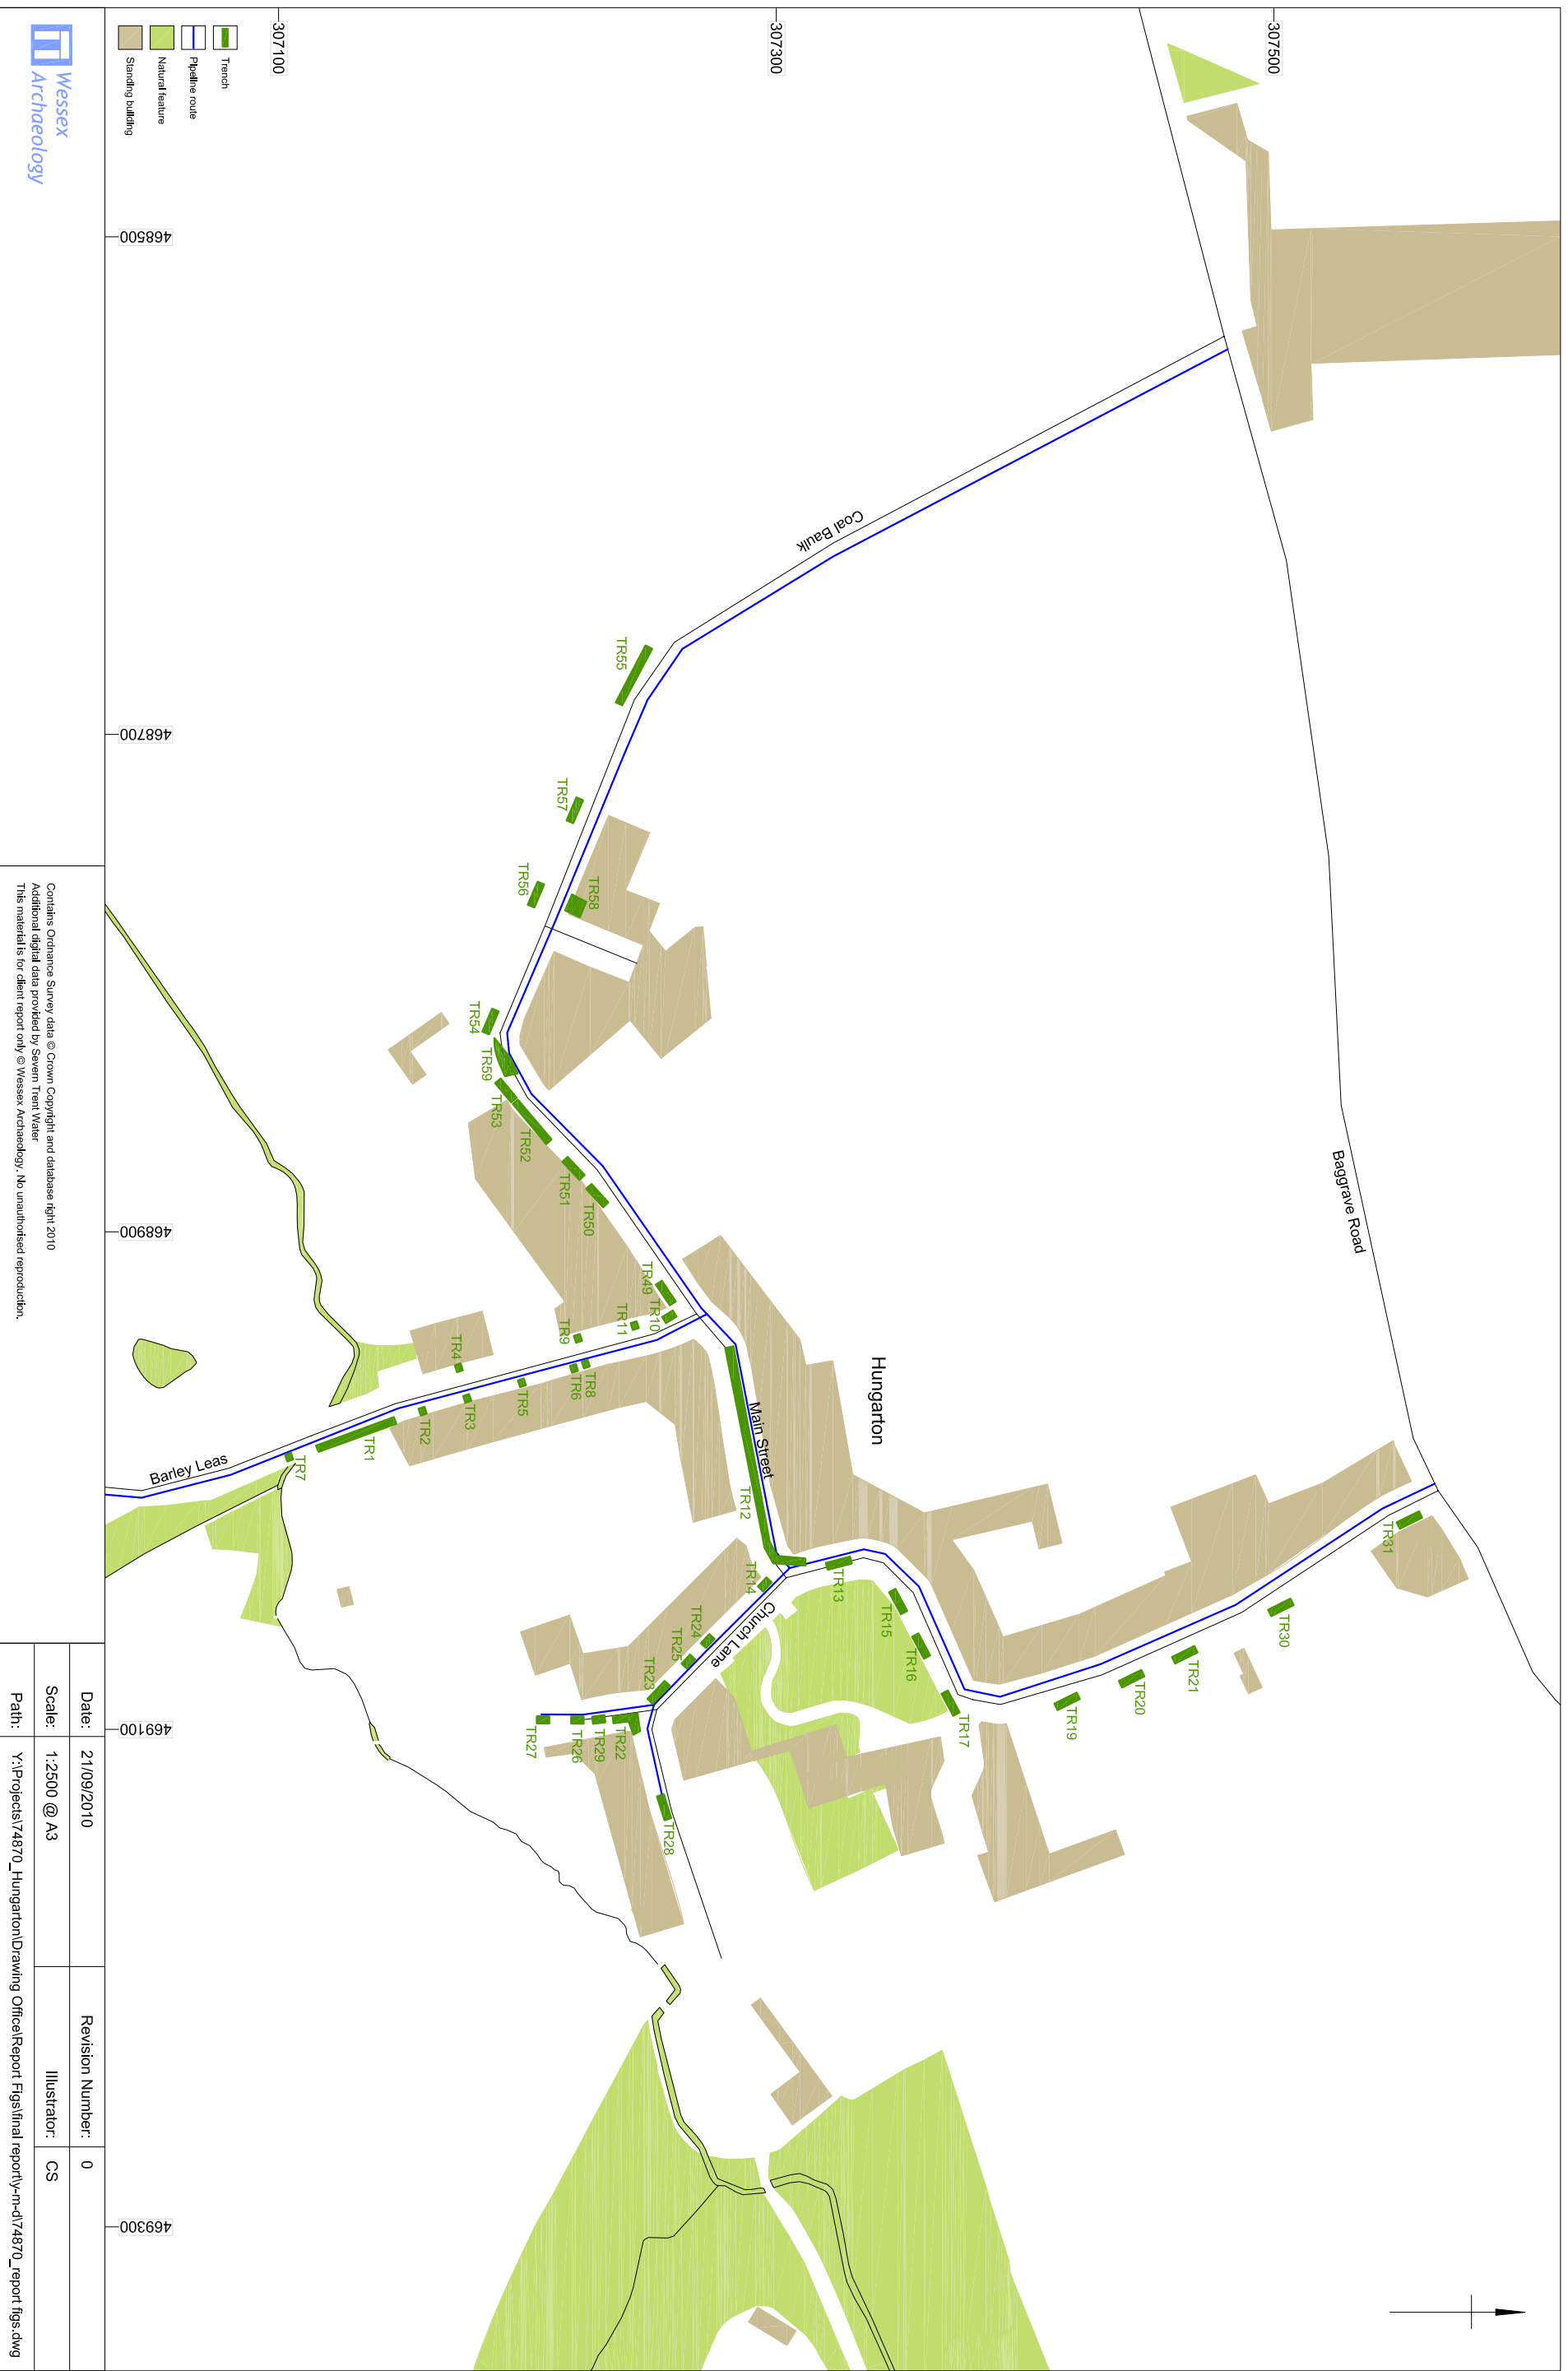 307100
307300
307500
468500
468700
468900
469100
469300
Baggrave Road
Coal Baulk
Hungarton
Main Street
Church Lane
Barley Leas
TR31
TR30
TR21
TR20
TR19
TR17
TR16
TR15
TR13
TR14
TR12
TR24
TR25
TR23
TR22
TR29
TR26
TR27
TR28
TR55
TR57
TR56
TR58
TR54
TR59
TR53
TR52
TR51
TR50
TR49
TR10
TR11
TR9
TR8
TR6
TR5
TR4
TR3
TR2
TR1
TR7
Trench
Pipeline route
Natural feature
Standing building
Wessex
Archaeology
Contains Ordnance Survey data © Crown Copyright and database right 2010
Additional digital data provided by Severn Trent Water
This material is for client report only © Wessex Archaeology. No unauthorised reproduction.
Date: 21/09/2010 Revision Number: 0
Scale: 1:2500 @ A3 Illustrator: CS
Path: Y:\Projects\74870_Hungarton\Drawing Office\Report Figs\final report\y-m-d\74870_report figs.dwg